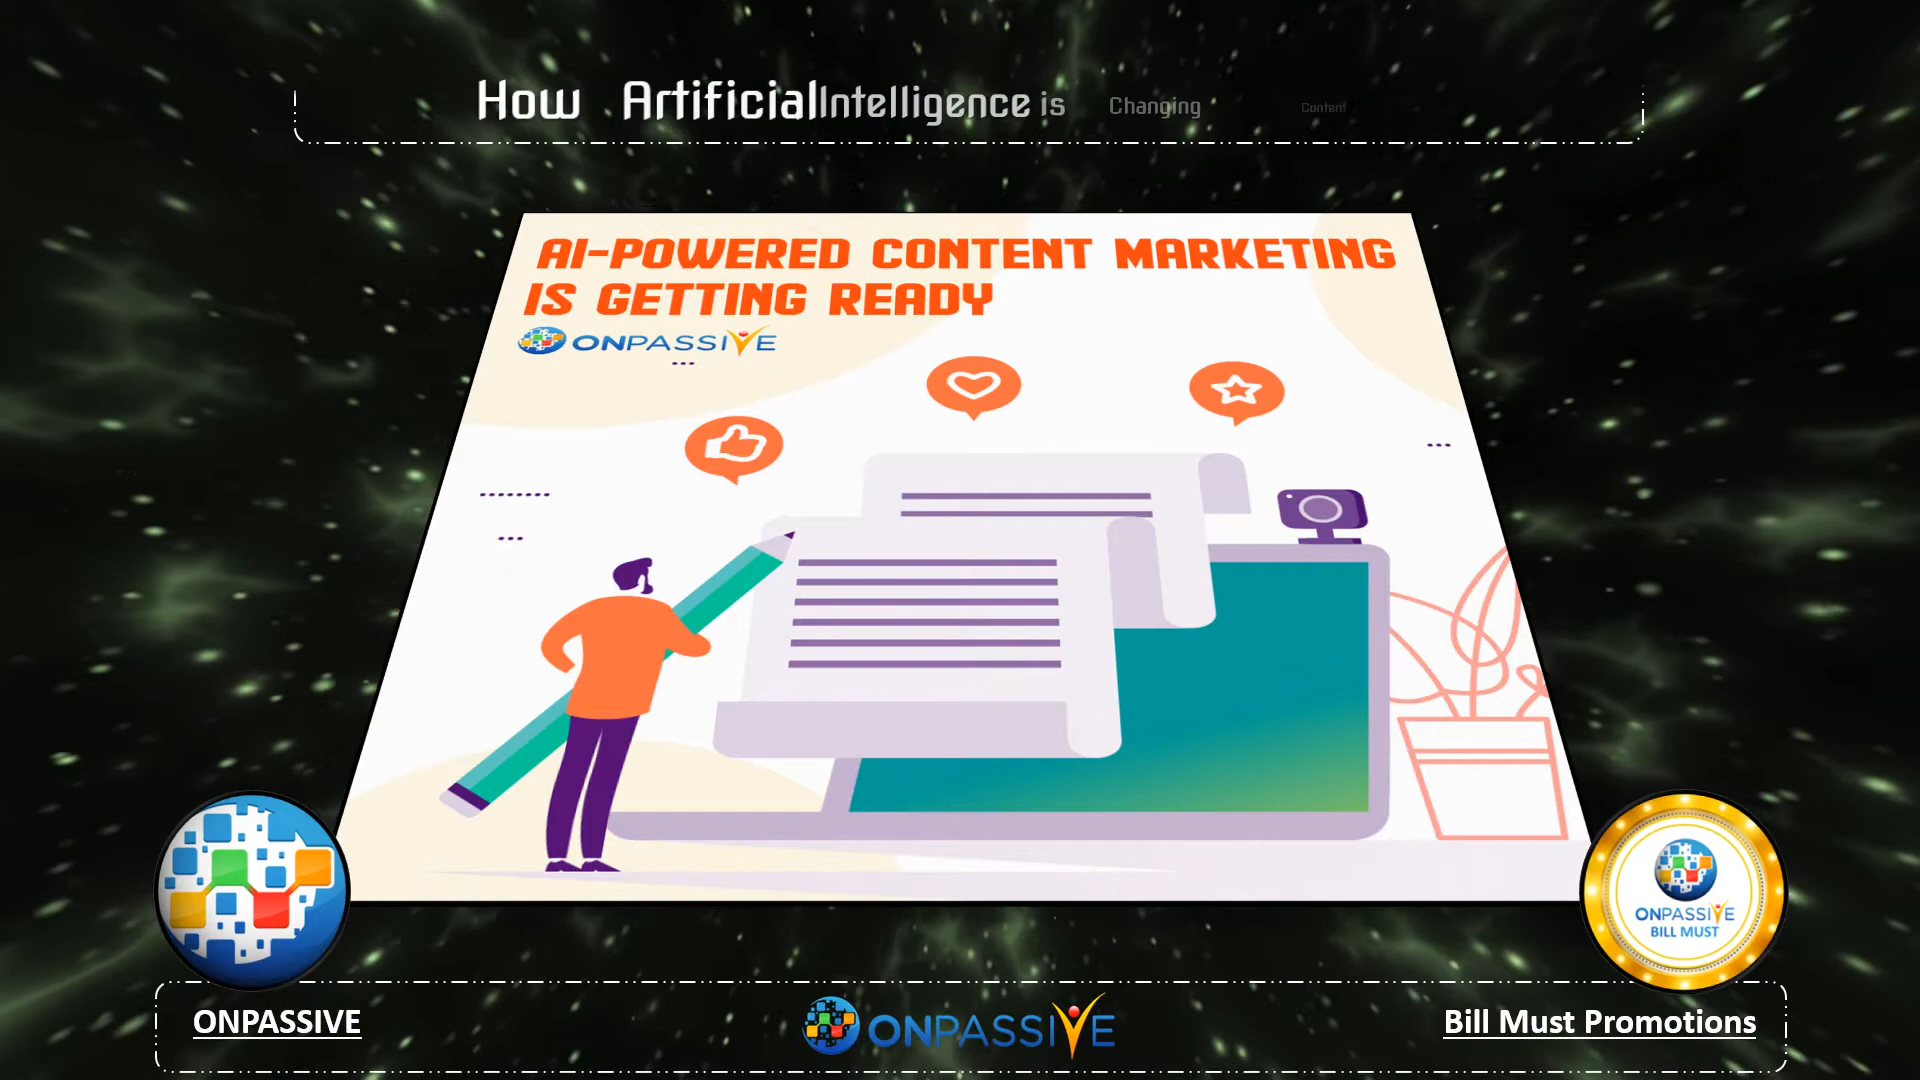 How Artificial Intelligence is Changing Content
AI-POWERED CONTENT MARKETING
IS GETTING READY
ONPASSIVE
ONPASSIVE
BILL MUST
ONPASSIVE
ONPASSIVE
Bill Must Promotions